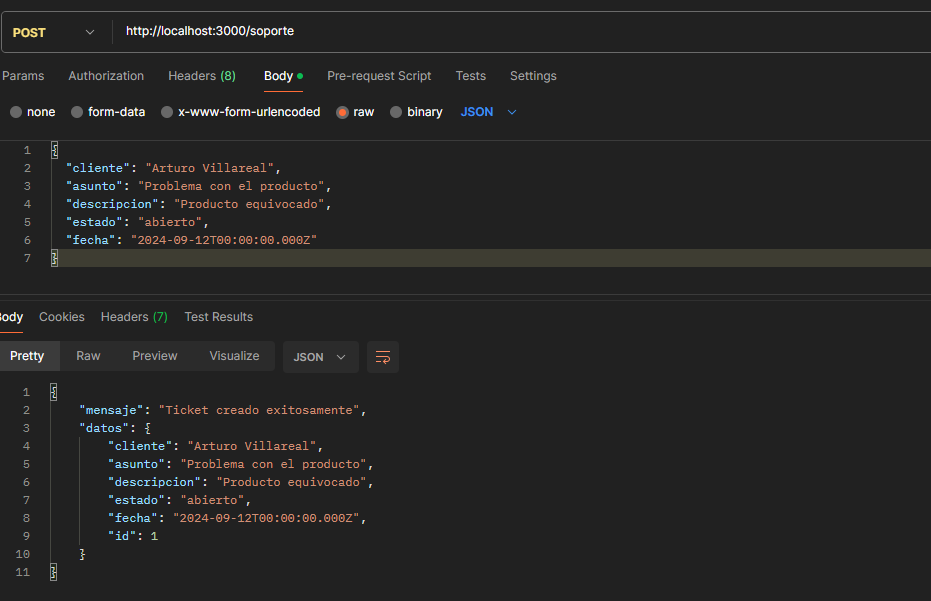 POST http://localhost:3000/soporte
Params Authorization Headers (8) Body Pre-request Script Tests Settings
none form-data x-www-form-urlencoded raw binary JSON
1 {
2 "cliente": "Arturo Villareal",
3 "asunto": "Problema con el producto",
4 "descripcion": "Producto equivocado",
5 "estado": "abierto",
6 "fecha": "2024-09-12T00:00:00.000Z"
7 }
Body Cookies Headers (7) Test Results
Pretty Raw Preview Visualize JSON
1 {
2 "mensaje": "Ticket creado exitosamente",
3 "datos": {
4 "cliente": "Arturo Villareal",
5 "asunto": "Problema con el producto",
6 "descripcion": "Producto equivocado",
7 "estado": "abierto",
8 "fecha": "2024-09-12T00:00:00.000Z",
9 "id": 1
10 }
11 }